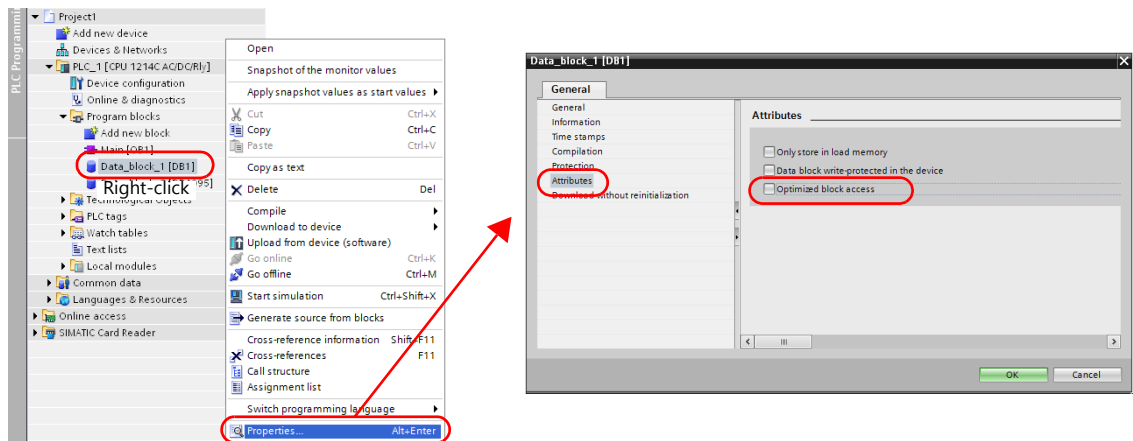 PLC Programmi
Project1
Add new device
Devices & Networks
PLC_1 [CPU 1214C AC/DC/Rly]
Device configuration
Online & diagnostics
Program blocks
Add new block
Main [OB1]
Data_block_1 [DB1]
Right-click
95]
Technological objects
PLC tags
Watch tables
Text lists
Local modules
Common data
Languages & Resources
Online access
SIMATIC Card Reader
Open
Snapshot of the monitor values
Apply snapshot values as start values
Cut Ctrl+X
Copy Ctrl+C
Paste Ctrl+V
Copy as text
Delete Del
Compile
Download to device
Upload from device (software)
Go online Ctrl+K
Go offline Ctrl+M
Start simulation Ctrl+Shift+X
Generate source from blocks
Cross-reference information Shift+F11
Cross-references F11
Call structure
Assignment list
Switch programming language
Properties... Alt+Enter
Data_block_1 [DB1]
General
General
Information
Time stamps
Compilation
Protection
Attributes
Download without reinitialization
Attributes
Only store in load memory
Data block write-protected in the device
Optimized block access
OK Cancel